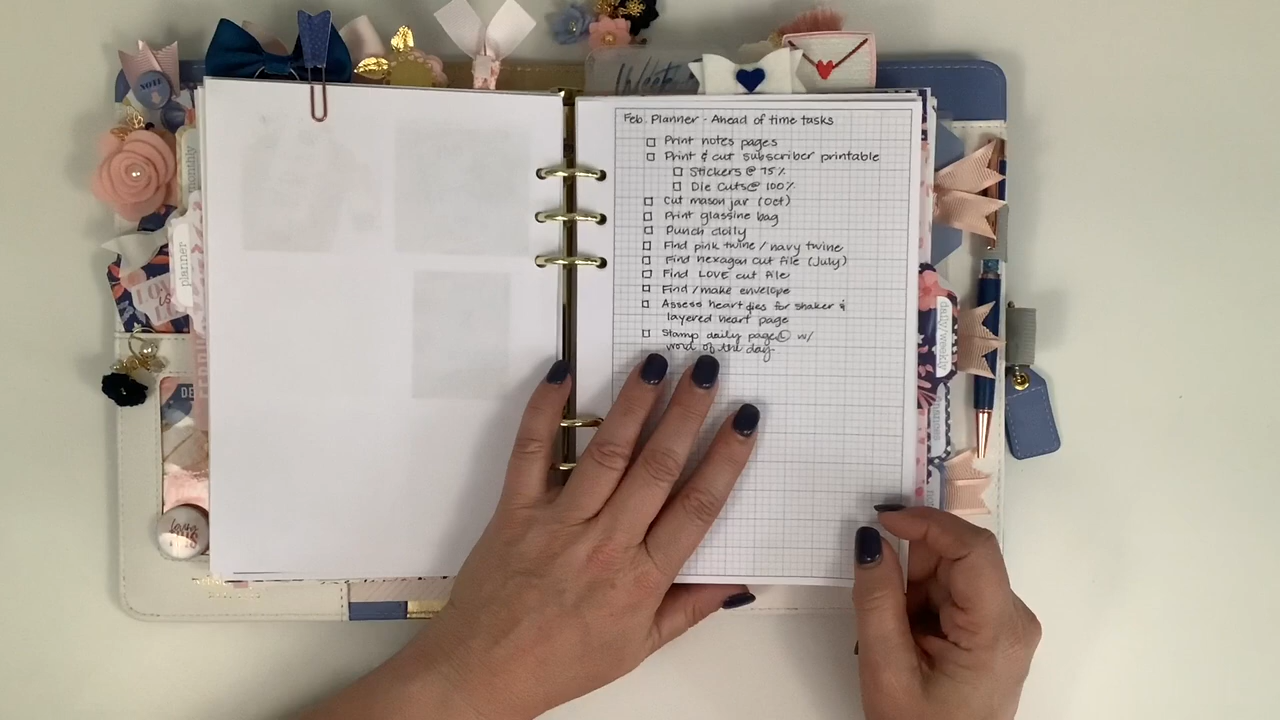 NOTE
monthly
planner
Week
Feb. Planner - Ahead of time tasks
Print notes pages
Print & cut subscriber printable
Stickers @ 75%
Die Cuts @ 100%
Cut mason jar (Oct)
Print glassine bag
Punch doily
Find pink twine / navy twine
Find hexagon cut file (July)
Find LOVE cut file
Find/make envelope
Assess heart dies for shaker &
layered heart page
Stamp daily pages w/
word of the day
daily/weekly